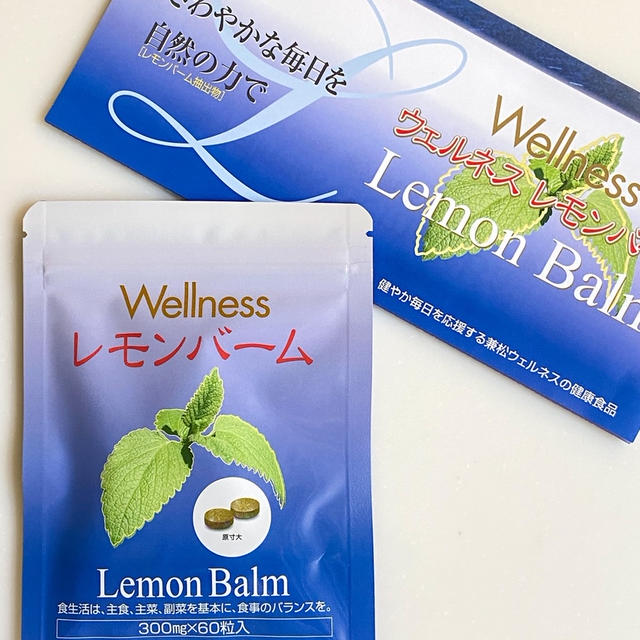 さわやかな毎日を
自然の力で
[レモンバーム抽出物]
Wellness
ウェルネス レモンバ
Lemon Balm
健やか毎日を応援する兼松ウェルネスの健康食品
Wellness
レモンバーム
原寸大
Lemon Balm
食生活は、主食、主菜、副菜を基本に、食事のバランスを。
300mg×60粒入